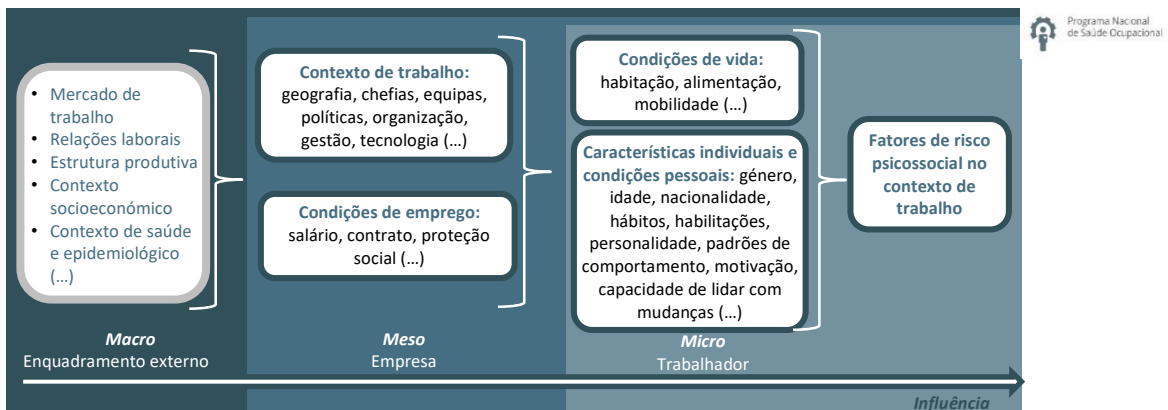 Programa Nacional
de Saúde Ocupacional
• Mercado de
trabalho
• Relações laborais
• Estrutura produtiva
• Contexto
socioeconómico
• Contexto de saúde
e epidemiológico
(...)
Macro
Enquadramento externo
Contexto de trabalho:
geografia, chefias, equipas,
políticas, organização,
gestão, tecnologia (...)
Condições de emprego:
salário, contrato, proteção
social (...)
Meso
Empresa
Condições de vida:
habitação, alimentação,
mobilidade (...)
Características individuais e
condições pessoais: género,
idade, nacionalidade,
hábitos, habilitações,
personalidade, padrões de
comportamento, motivação,
capacidade de lidar com
mudanças (...)
Micro
Trabalhador
Fatores de risco
psicossocial no
contexto de
trabalho
Influência